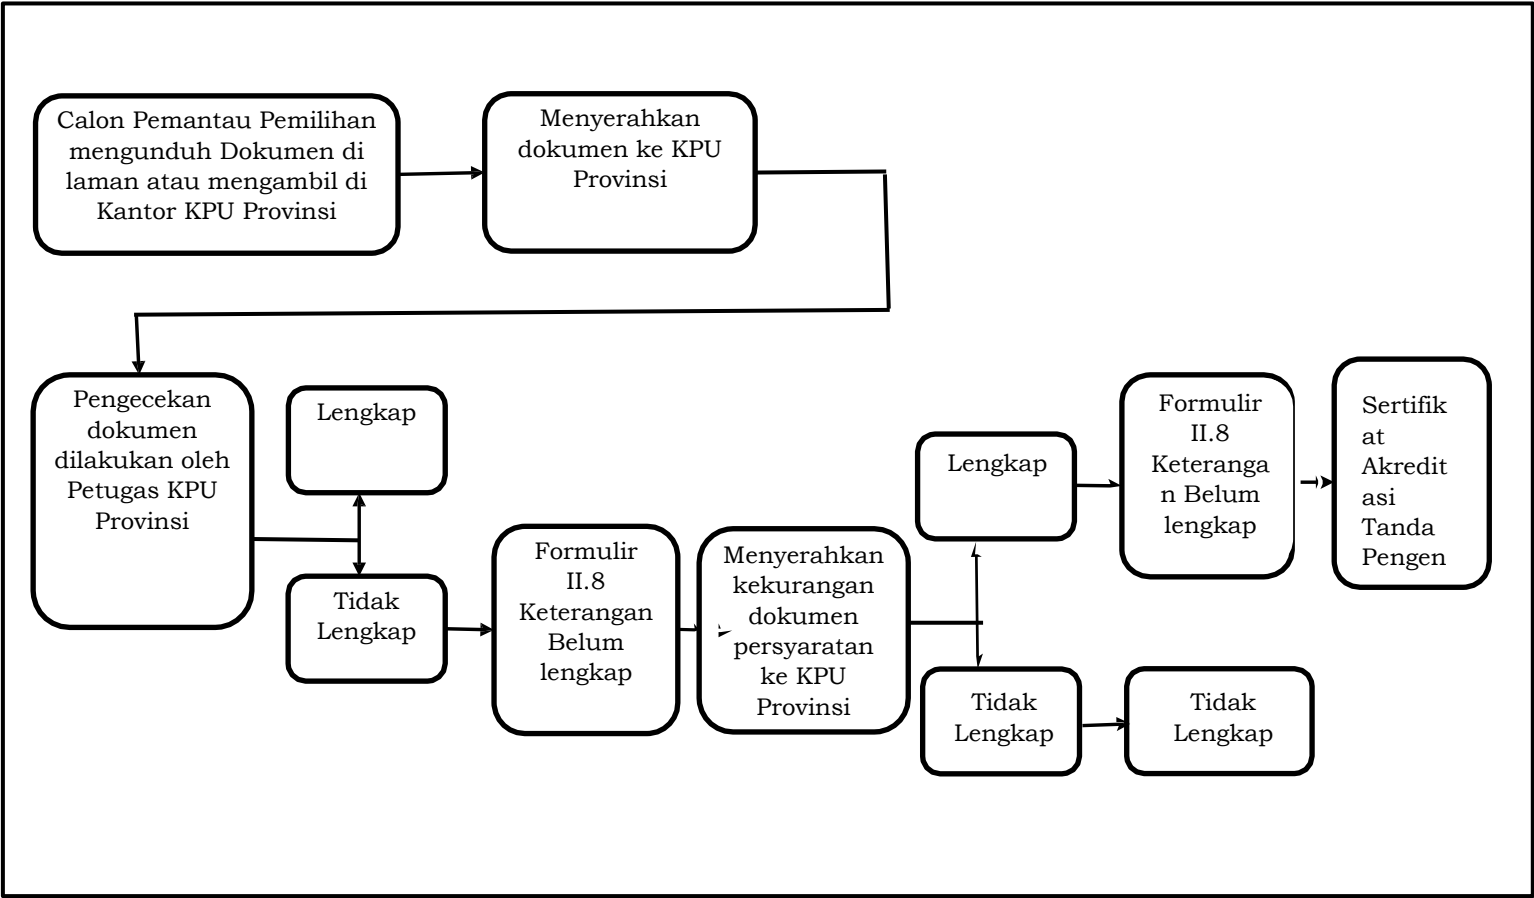 Calon Pemantau Pemilihan
mengunduh Dokumen di
laman atau mengambil di
Kantor KPU Provinsi
Menyerahkan
dokumen ke KPU
Provinsi
Pengecekan
dokumen
dilakukan oleh
Petugas KPU
Provinsi
Lengkap
Tidak
Lengkap
Formulir
II.8
Keterangan
Belum
lengkap
Menyerahkan
kekurangan
dokumen
persyaratan
ke KPU
Provinsi
Lengkap
Formulir
II.8
Keteranga
n Belum
lengkap
Sertifik
at
Akredit
asi
Tanda
Pengen
Tidak
Lengkap
Tidak
Lengkap